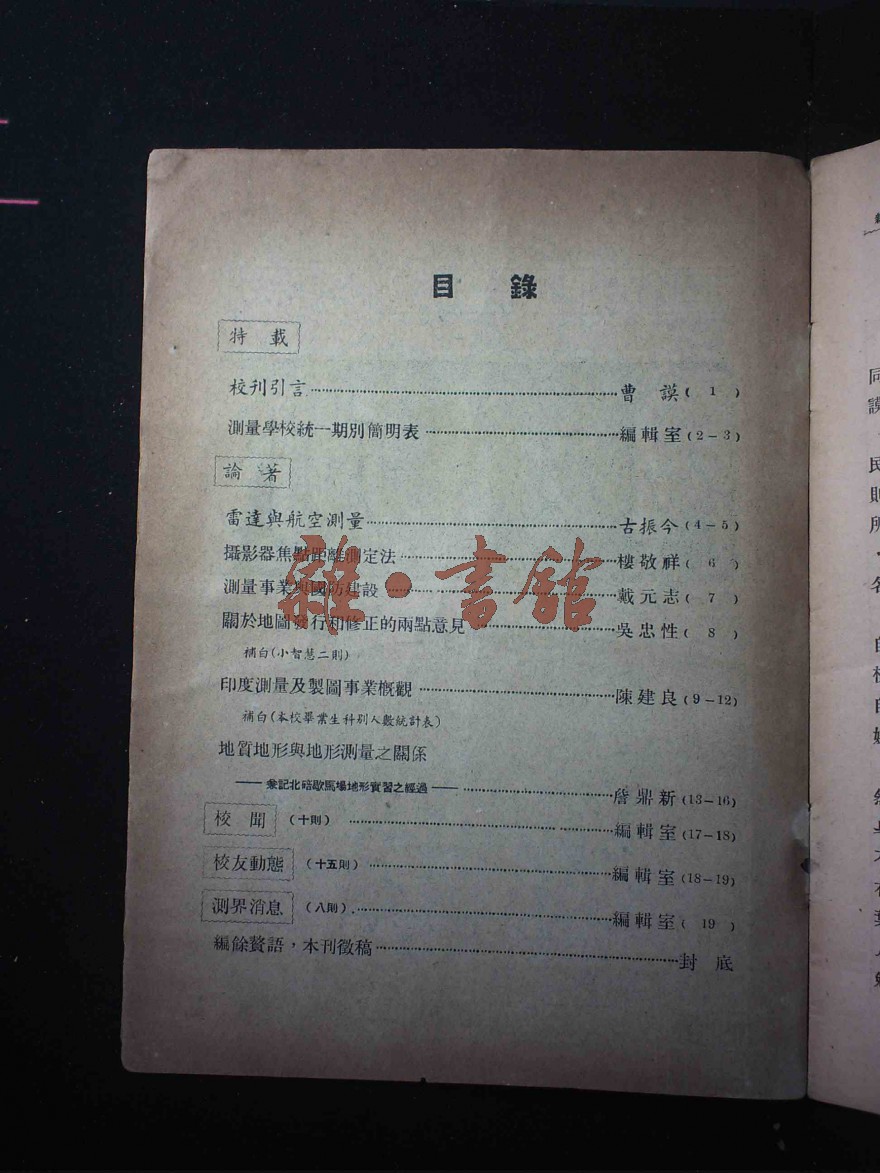 目錄
特載
校刊引言 曹謨 ( 1 )
測量學校統一期別簡明表 編輯室 (2-3)
論著
雷達與航空測量 古振今 (4-5)
攝影器焦點距離測定法 樓敬祥 ( 6 )
測量事業與國防建設 戴元志 ( 7 )
關於地圖發行和修正的兩點意見 吳忠性 ( 8 )
補白(小智慧二則)
印度測量及製圖事業概觀 陳建良 (9-12)
補白(本校畢業生科別人數統計表)
地質地形與地形測量之關係
——兼記北碚歇馬場地形實習之經過—— 詹鼎新 (13-16)
校聞 (十則) 編輯室 (17-18)
校友動態 (十五則) 編輯室 (18-19)
測界消息 (八則) 編輯室 ( 19 )
編餘贅語,本刊徵稿 封底
雜·書館